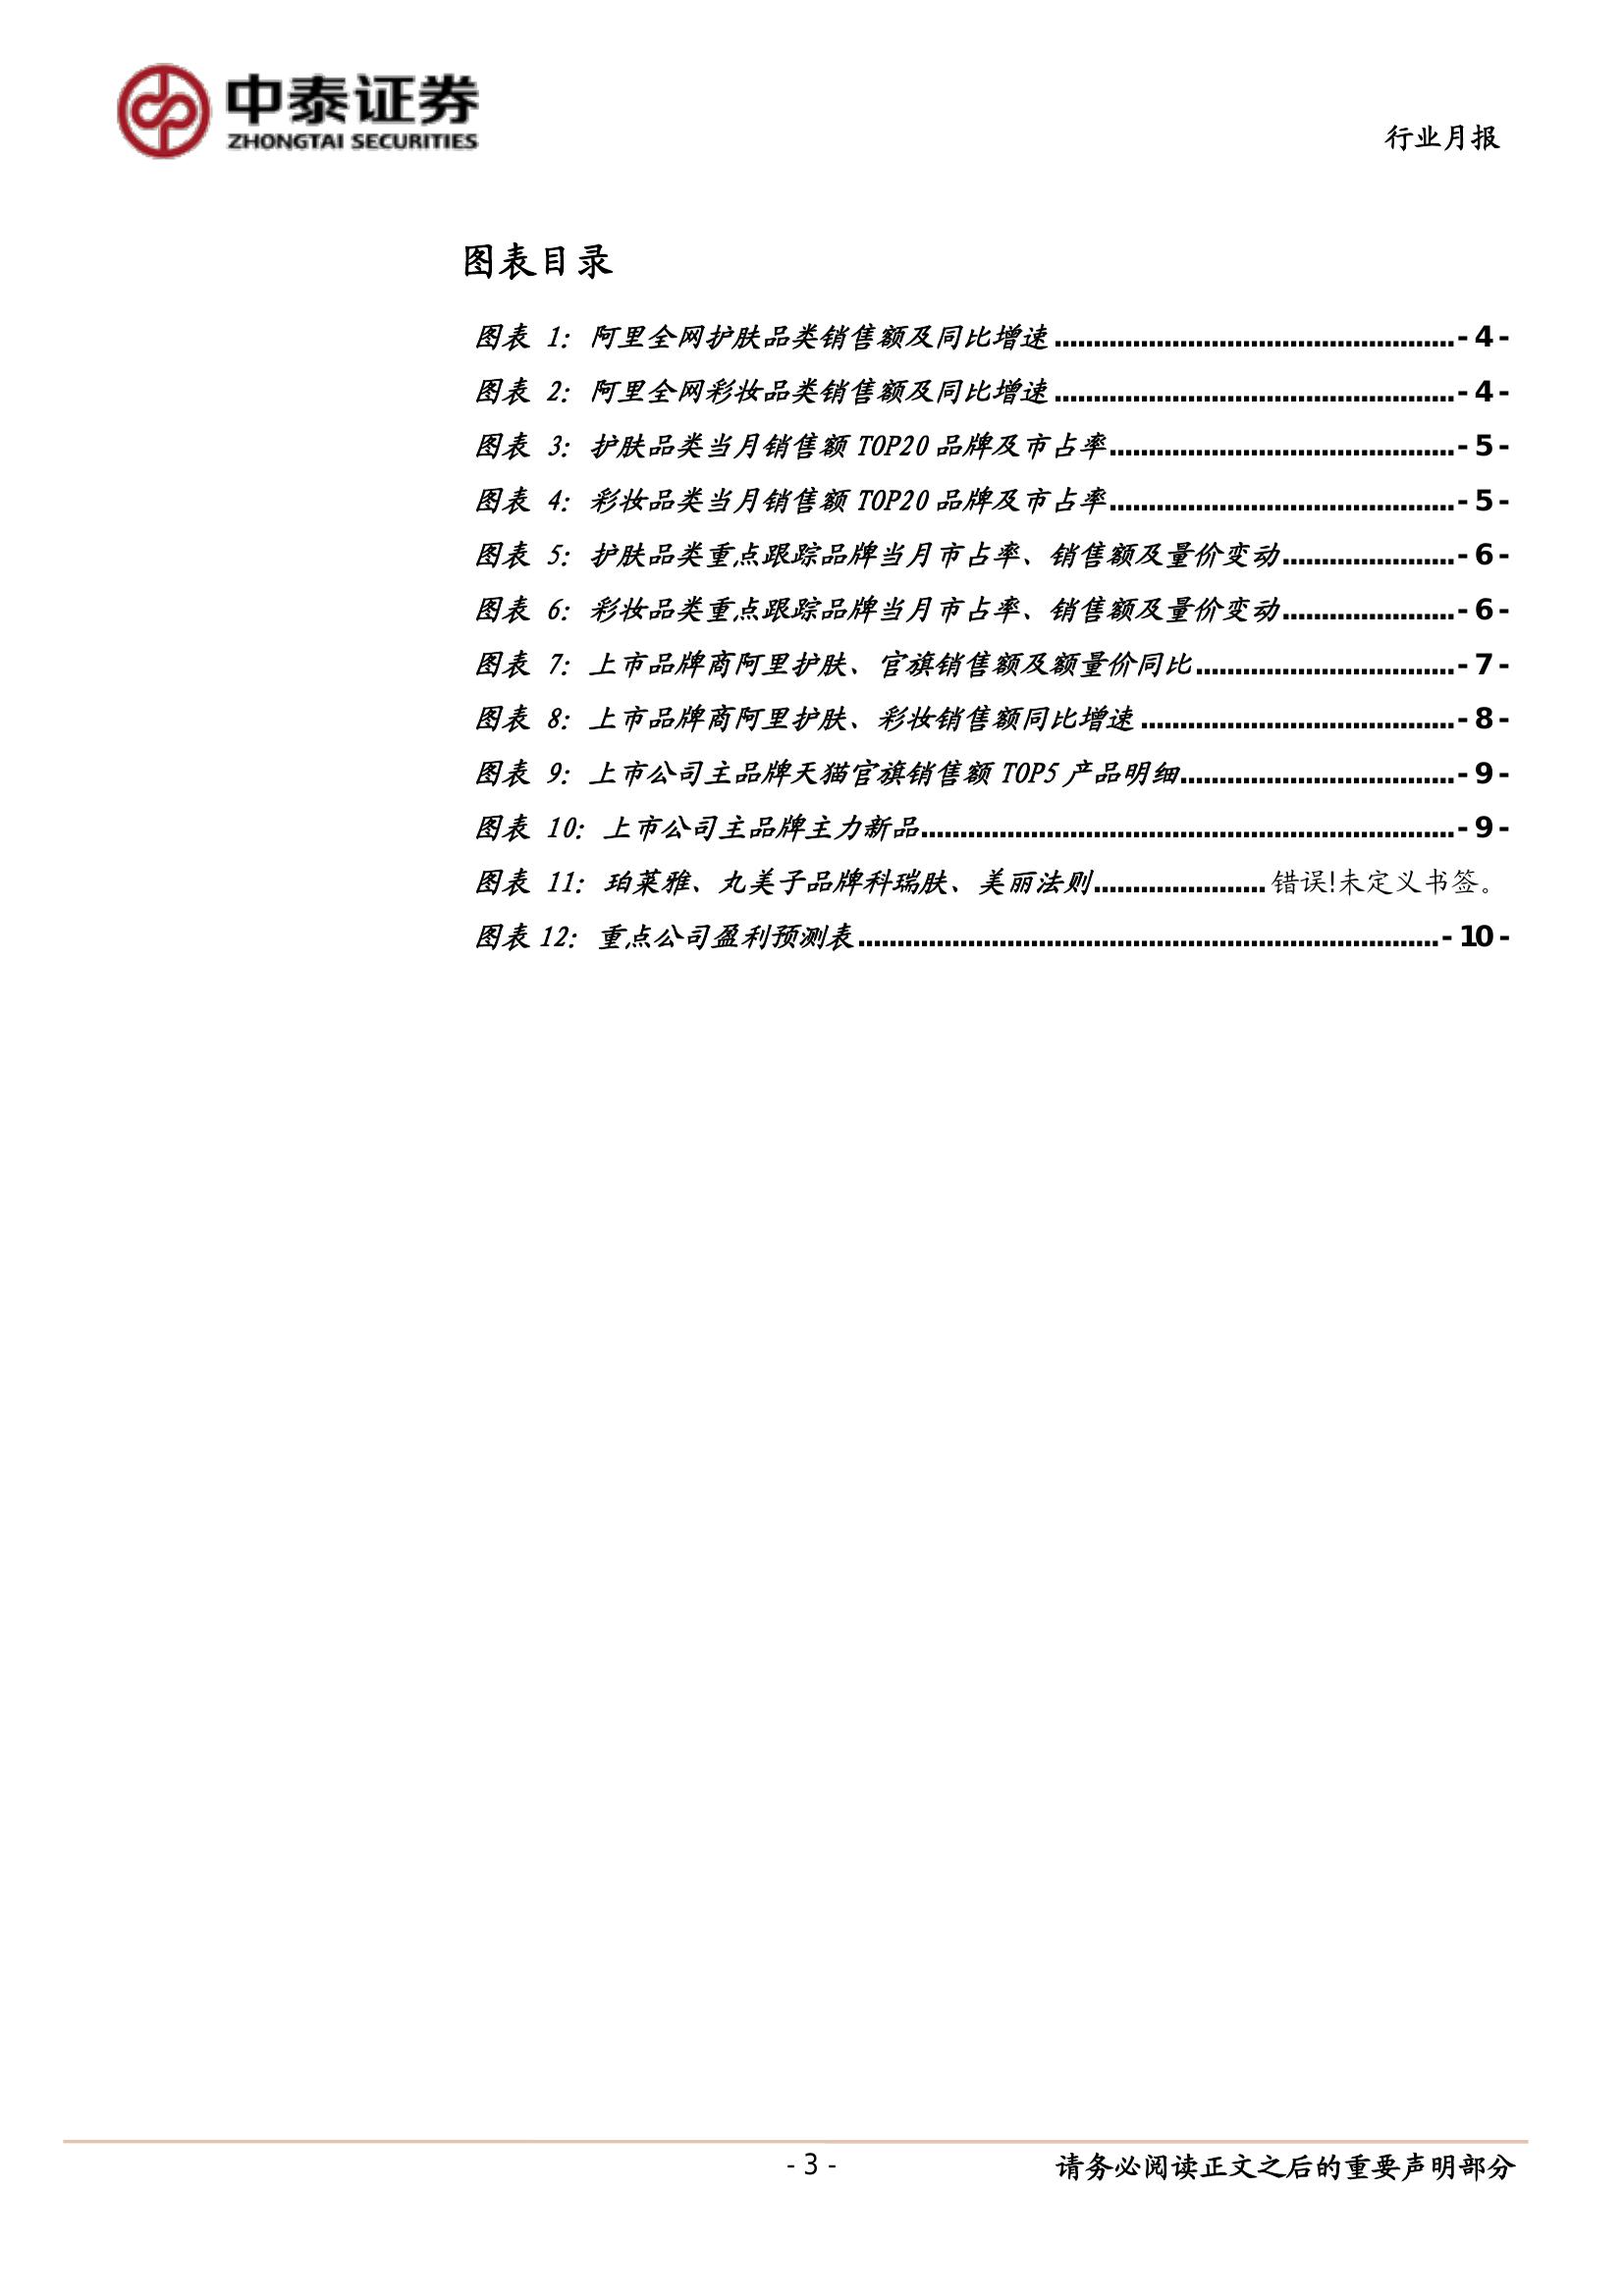 中泰证券
ZHONGTAI SECURITIES
行业月报
图表目录
图表 1：阿里全网护肤品类销售额及同比增速 - 4 -
图表 2：阿里全网彩妆品类销售额及同比增速 - 4 -
图表 3：护肤品类当月销售额 TOP20 品牌及市占率 - 5 -
图表 4：彩妆品类当月销售额 TOP20 品牌及市占率 - 5 -
图表 5：护肤品类重点跟踪品牌当月市占率、销售额及量价变动 - 6 -
图表 6：彩妆品类重点跟踪品牌当月市占率、销售额及量价变动 - 6 -
图表 7：上市品牌商阿里护肤、官旗销售额及额量价同比 - 7 -
图表 8：上市品牌商阿里护肤、彩妆销售额同比增速 - 8 -
图表 9：上市公司主品牌天猫官旗销售额 TOP5 产品明细 - 9 -
图表 10：上市公司主品牌主力新品 - 9 -
图表 11：珀莱雅、丸美子品牌科瑞肤、美丽法则 错误!未定义书签。
图表 12：重点公司盈利预测表 - 10 -
- 3 -
请务必阅读正文之后的重要声明部分